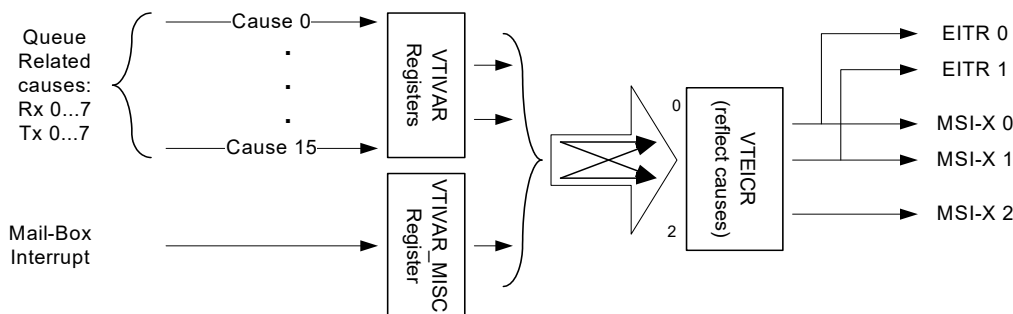 Queue
Related
causes:
Rx 0...7
Tx 0...7
Cause 0
.
.
.
Cause 15
VTIVAR
Registers
Mail-Box
Interrupt
VTIVAR_MISC
Register
0
2
VTEICR
(reflect causes)
EITR 0
EITR 1
MSI-X 0
MSI-X 1
MSI-X 2